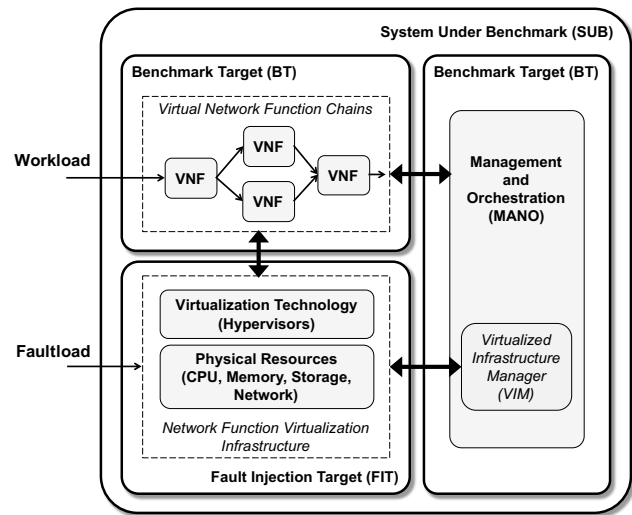 System Under Benchmark (SUB)
Benchmark Target (BT)
Virtual Network Function Chains
VNF
VNF
VNF
VNF
Workload
Benchmark Target (BT)
Management
and
Orchestration
(MANO)
Virtualized
Infrastructure
Manager
(VIM)
Faultload
Virtualization Technology
(Hypervisors)
Physical Resources
(CPU, Memory, Storage,
Network)
Network Function Virtualization
Infrastructure
Fault Injection Target (FIT)